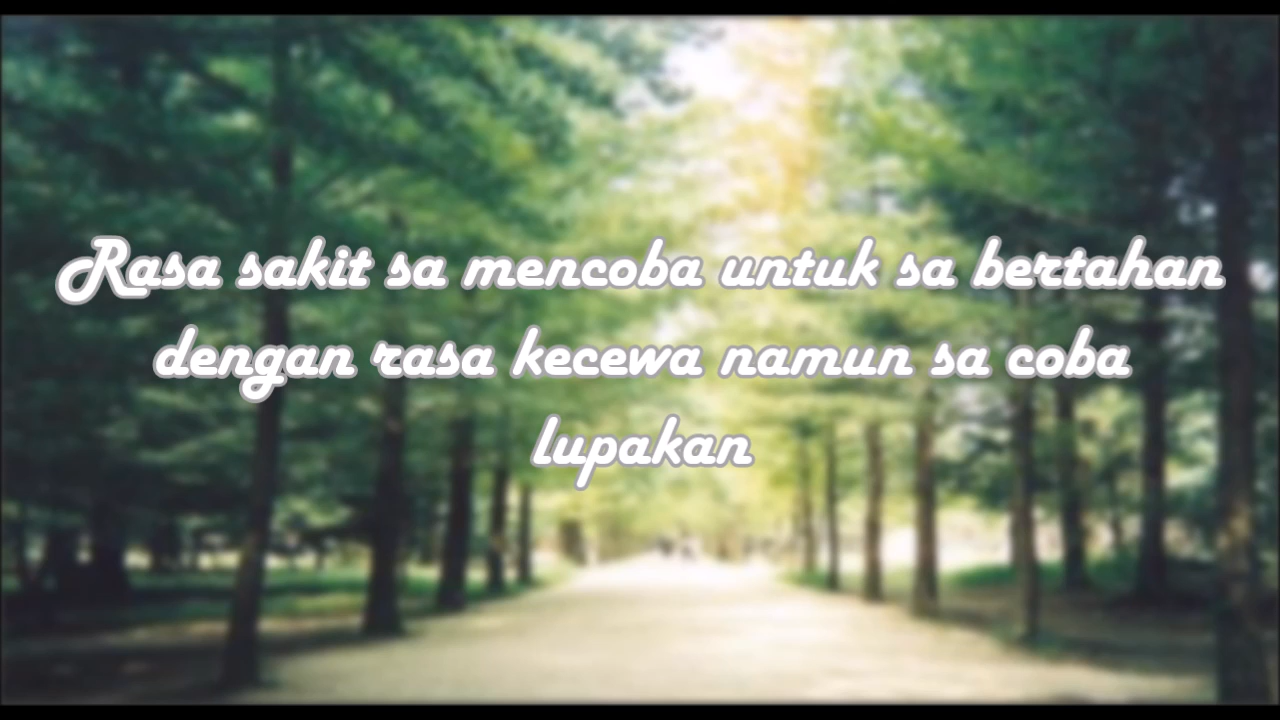 Rasa sakit sa mencoba untuk sa bertahan
dengan rasa kecewa namun sa coba
lupakan